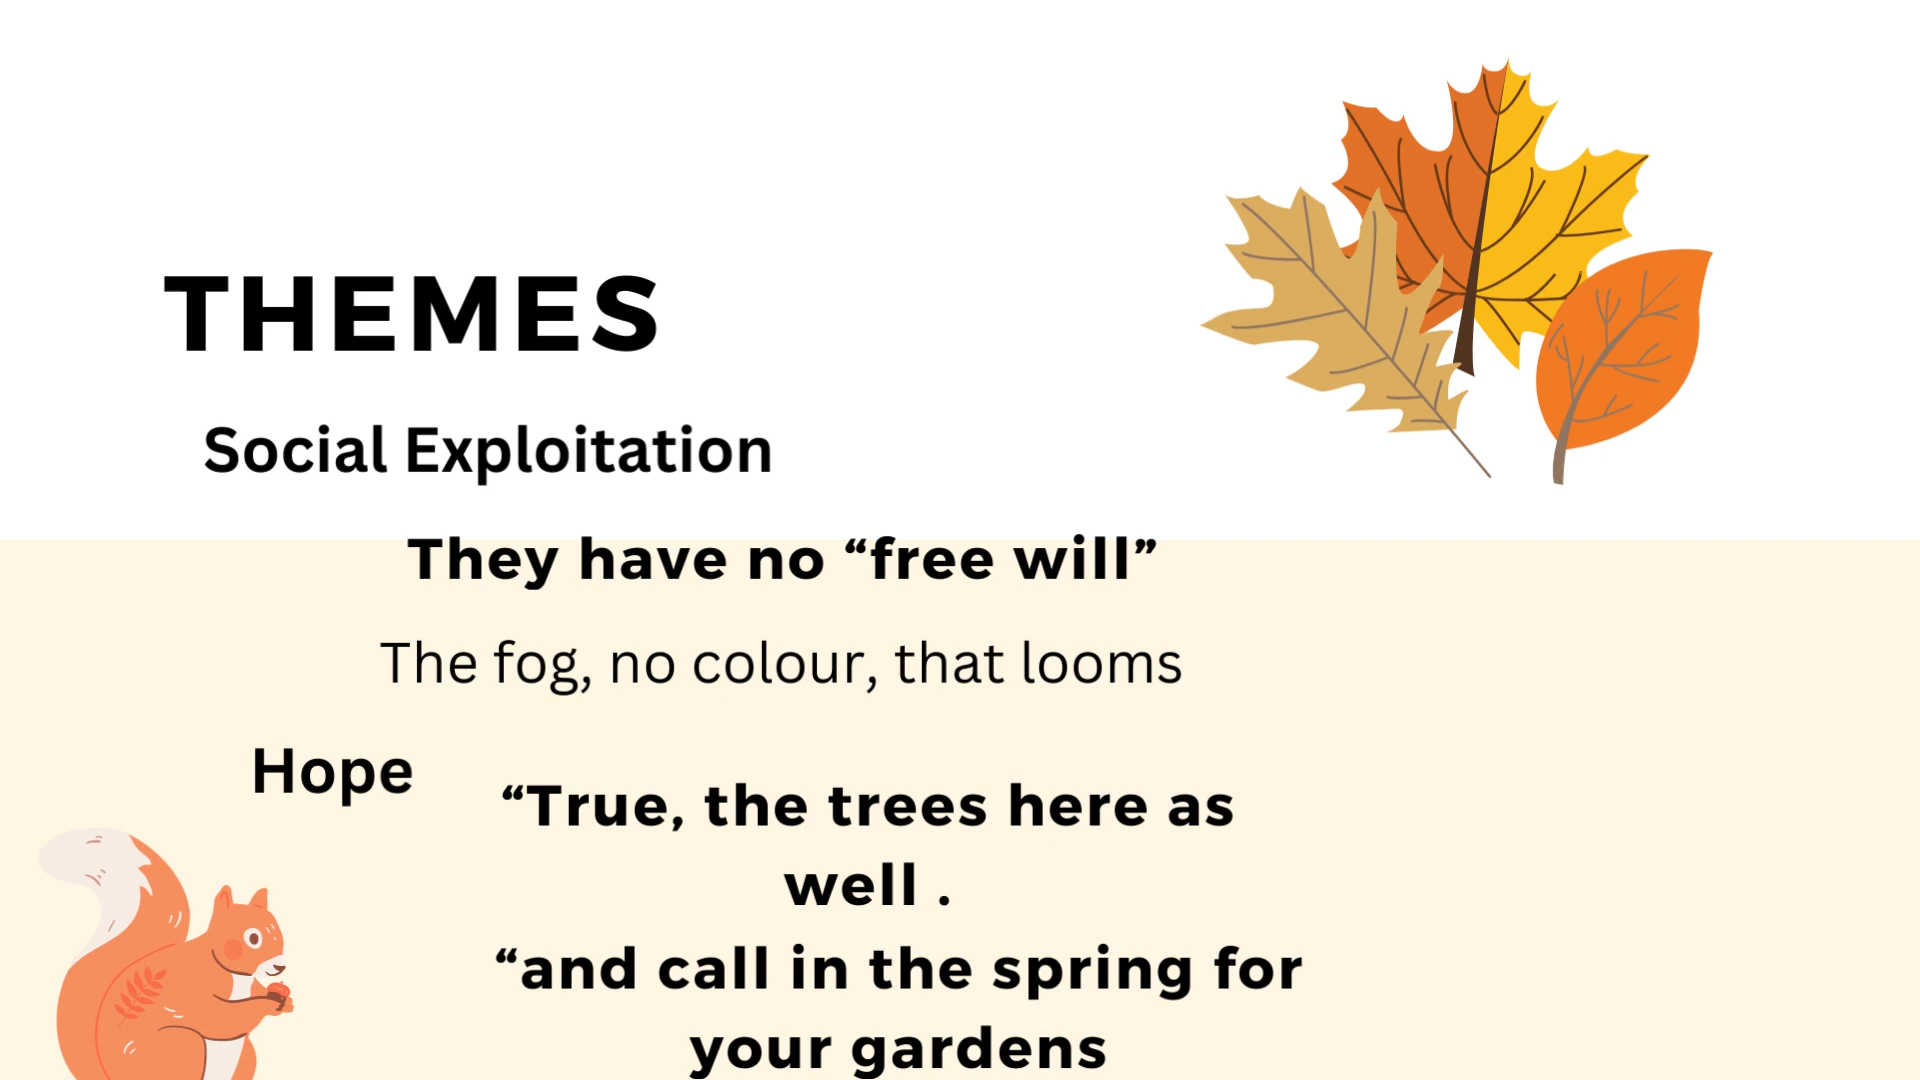 THEMES
Social Exploitation
They have no “free will”
The fog, no colour, that looms
Hope
“True, the trees here as
well .
“and call in the spring for
your gardens